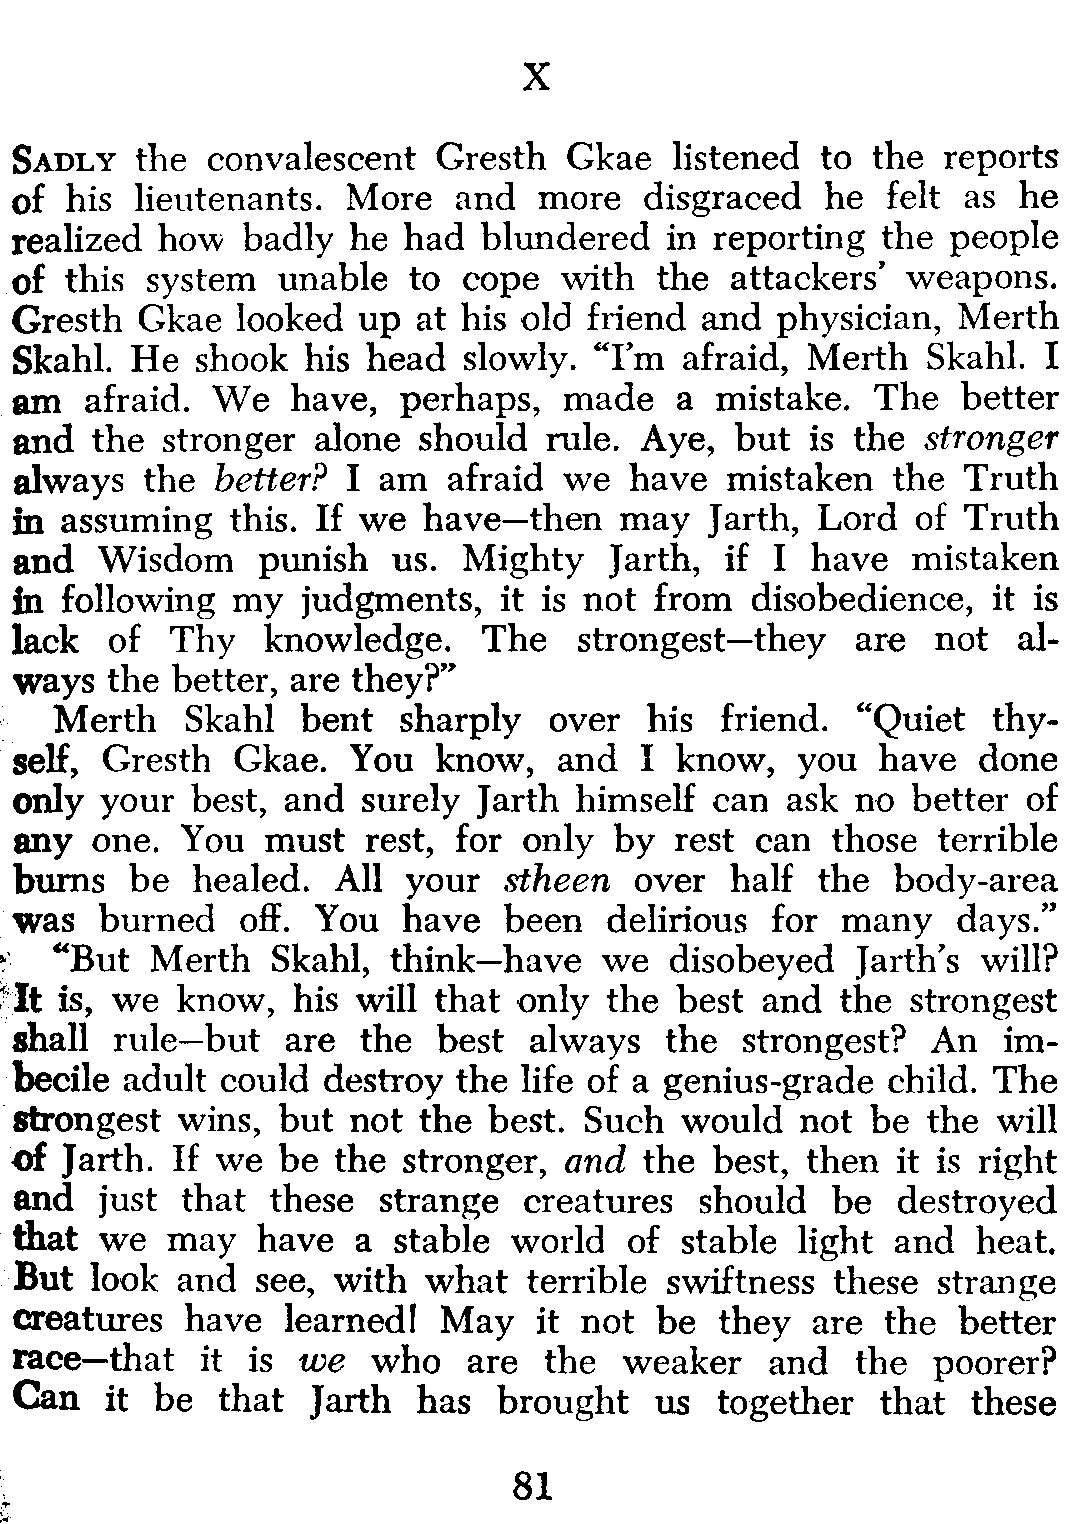 X
SADLY the convalescent Gresth Gkae listened to the reports
of his lieutenants. More and more disgraced he felt as he
realized how badly he had blundered in reporting the people
of this system unable to cope with the attackers' weapons.
Gresth Gkae looked up at his old friend and physician, Merth
Skahl. He shook his head slowly. “I'm afraid, Merth Skahl. I
am afraid. We have, perhaps, made a mistake. The better
and the stronger alone should rule. Aye, but is the stronger
always the better? I am afraid we have mistaken the Truth
in assuming this. If we have—then may Jarth, Lord of Truth
and Wisdom punish us. Mighty Jarth, if I have mistaken
in following my judgments, it is not from disobedience, it is
lack of Thy knowledge. The strongest—they are not al-
ways the better, are they?”
Merth Skahl bent sharply over his friend. “Quiet thy-
self, Gresth Gkae. You know, and I know, you have done
only your best, and surely Jarth himself can ask no better of
any one. You must rest, for only by rest can those terrible
burns be healed. All your stheen over half the body-area
was burned off. You have been delirious for many days.”
“But Merth Skahl, think—have we disobeyed Jarth's will?
It is, we know, his will that only the best and the strongest
shall rule—but are the best always the strongest? An im-
becile adult could destroy the life of a genius-grade child. The
strongest wins, but not the best. Such would not be the will
of Jarth. If we be the stronger, and the best, then it is right
and just that these strange creatures should be destroyed
that we may have a stable world of stable light and heat.
But look and see, with what terrible swiftness these strange
creatures have learned! May it not be they are the better
race—that it is we who are the weaker and the poorer?
Can it be that Jarth has brought us together that these
81